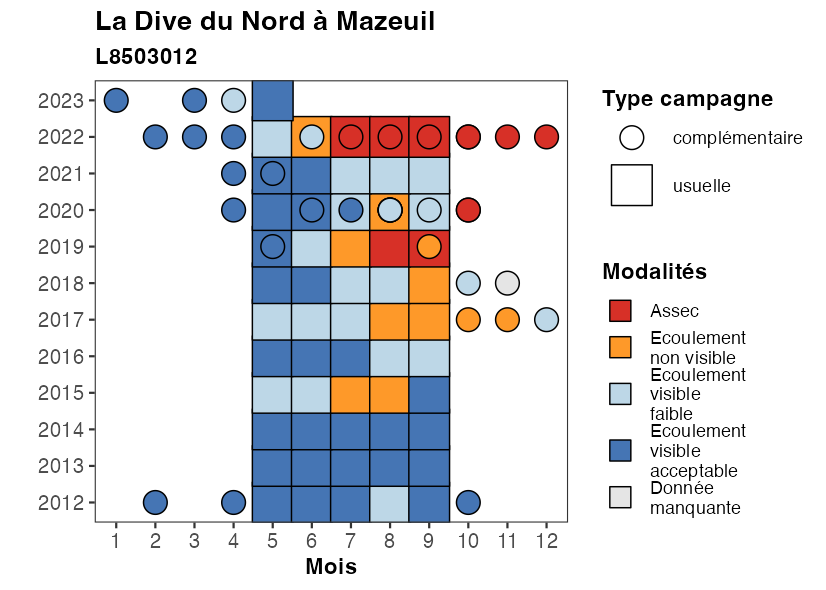 La Dive du Nord à Mazeuil
L8503012
2023
2022
2021
2020
2019
2018
2017
2016
2015
2014
2013
2012
1 2 3 4 5 6 7 8 9 10 11 12
Mois
Type campagne
complémentaire
usuelle
Modalités
Assec
Ecoulement
non visible
Ecoulement
visible
faible
Ecoulement
visible
acceptable
Donnée
manquante